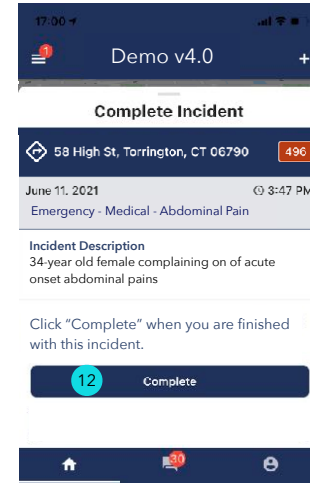 17:00
1
Demo v4.0
+
Complete Incident
58 High St, Torrington, CT 06790
496
June 11, 2021
3:47 PM
Emergency - Medical - Abdominal Pain
Incident Description
34-year old female complaining on of acute
onset abdominal pains
Click “Complete” when you are finished
with this incident.
12
Complete
30